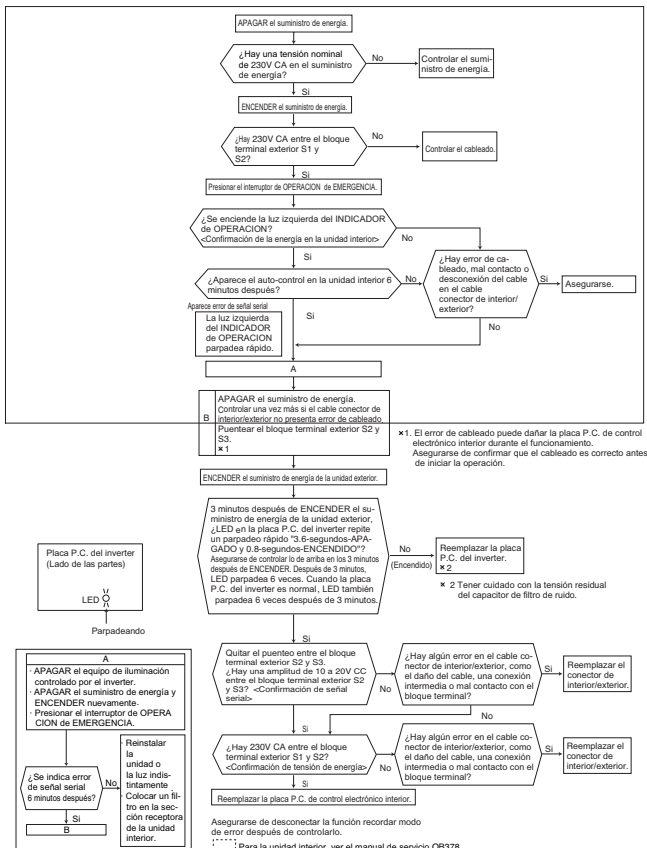 APAGAR el suministro de energía.
¿Hay una tensión nominal
de 230V CA en el suministro
de energía?
No
Controlar el sumi-
nistro de energía.
Si
ENCENDER el suministro de energía.
¿Hay 230V CA entre el bloque
terminal exterior S1 y
S2?
No
Controlar el cableado.
Si
Presionar el interruptor de OPERACION de EMERGENCIA.
¿Se enciende la luz izquierda del INDICADOR
de OPERACION?
<Confirmación de la energía en la unidad interior>
No
Si
¿Aparece el auto-control en la unidad interior 6
minutos después?
No
¿Hay error de ca-
bleado, mal contacto o
desconexión del cable
en el cable
conector de interior/
exterior?
Si
Asegurarse.
No
Aparece error de señal serial
La luz izquierda
del INDICADOR
de OPERACION
parpadea rápido.
Si
A
B
APAGAR el suministro de energía.
Controlar una vez más si el cable conector de
interior/exterior no presenta error de cableado.
Puentear el bloque terminal exterior S2 y
S3.
×1
×1. El error de cableado puede dañar la placa P.C. de control
electrónico interior durante el funcionamiento.
Asegurarse de confirmar que el cableado es correcto antes
de iniciar la operación.
ENCENDER el suministro de energía de la unidad exterior.
3 minutos después de ENCENDER el su-
ministro de energía de la unidad exterior,
¿LED en la placa P.C. del inverter repite
un parpadeo rápido "3.6-segundos-APA-
GADO y 0.8-segundos-ENCENDIDO"?
Asegurarse de controlar lo de arriba en los 3 minutos
después de ENCENDER. Después de 3 minutos,
LED parpadea 6 veces. Cuando la placa
P.C. del inverter es normal, LED también
parpadea 6 veces después de 3 minutos.
No
(Encendido)
Reemplazar la placa
P.C. del inverter.
×2
× 2 Tener cuidado con la tensión residual
del capacitor de filtro de ruido.
Placa P.C. del inverter
(Lado de las partes)
LED
Parpadeando
Si
Quitar el puenteo entre el bloque
terminal exterior S2 y S3.
¿Hay una amplitud de 10 a 20V CC
entre el bloque terminal exterior S2
y S3? <Confirmación de señal
serial>
No
¿Hay algún error en el cable co-
nector de interior/exterior, como
el daño del cable, una conexión
intermedia o mal contacto con el
bloque terminal?
Si
Reemplazar el
conector de
interior/exterior.
No
Si
¿Hay 230V CA entre el bloque
terminal exterior S1 y S2?
<Confirmación de tensión de energía>
No
¿Hay algún error en el cable co-
nector de interior/exterior, como
el daño del cable, una conexión
intermedia o mal contacto con el
bloque terminal?
Si
Reemplazar el
conector de
interior/exterior.
Si
Reemplazar la placa P.C. de control electrónico interior.
A
· APAGAR el equipo de iluminación
controlado por el inverter.
· APAGAR el suministro de energía y
ENCENDER nuevamente.
· Presionar el interruptor de OPERA
CION de EMERGENCIA.
¿Se indica error
de señal serial
6 minutos después?
No
· Reinstalar
la
unidad o
la luz indis-
tintamente
· Colocar un fil-
tro en la sec-
ción receptora
de la unidad
interior.
Si
B
Asegurarse de desconectar la función recordar modo
de error después de controlarlo.
Para la unidad interior, ver el manual de servicio OB378